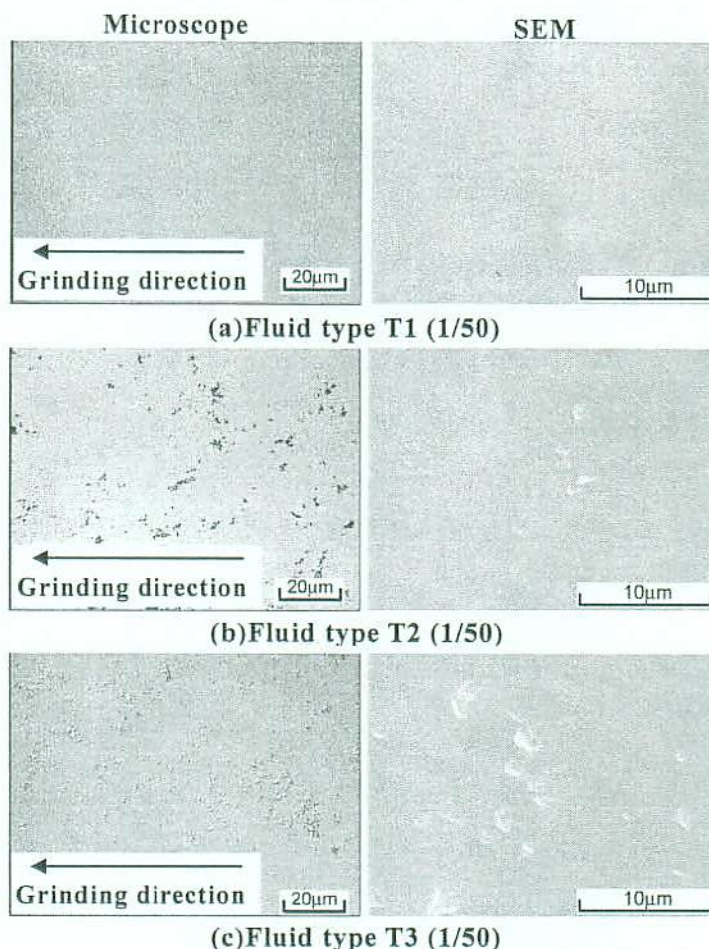 Microscope SEM
Grinding direction
20μm
10μm
(a)Fluid type T1 (1/50)
Grinding direction
20μm
10μm
(b)Fluid type T2 (1/50)
Grinding direction
20μm
10μm
(c)Fluid type T3 (1/50)